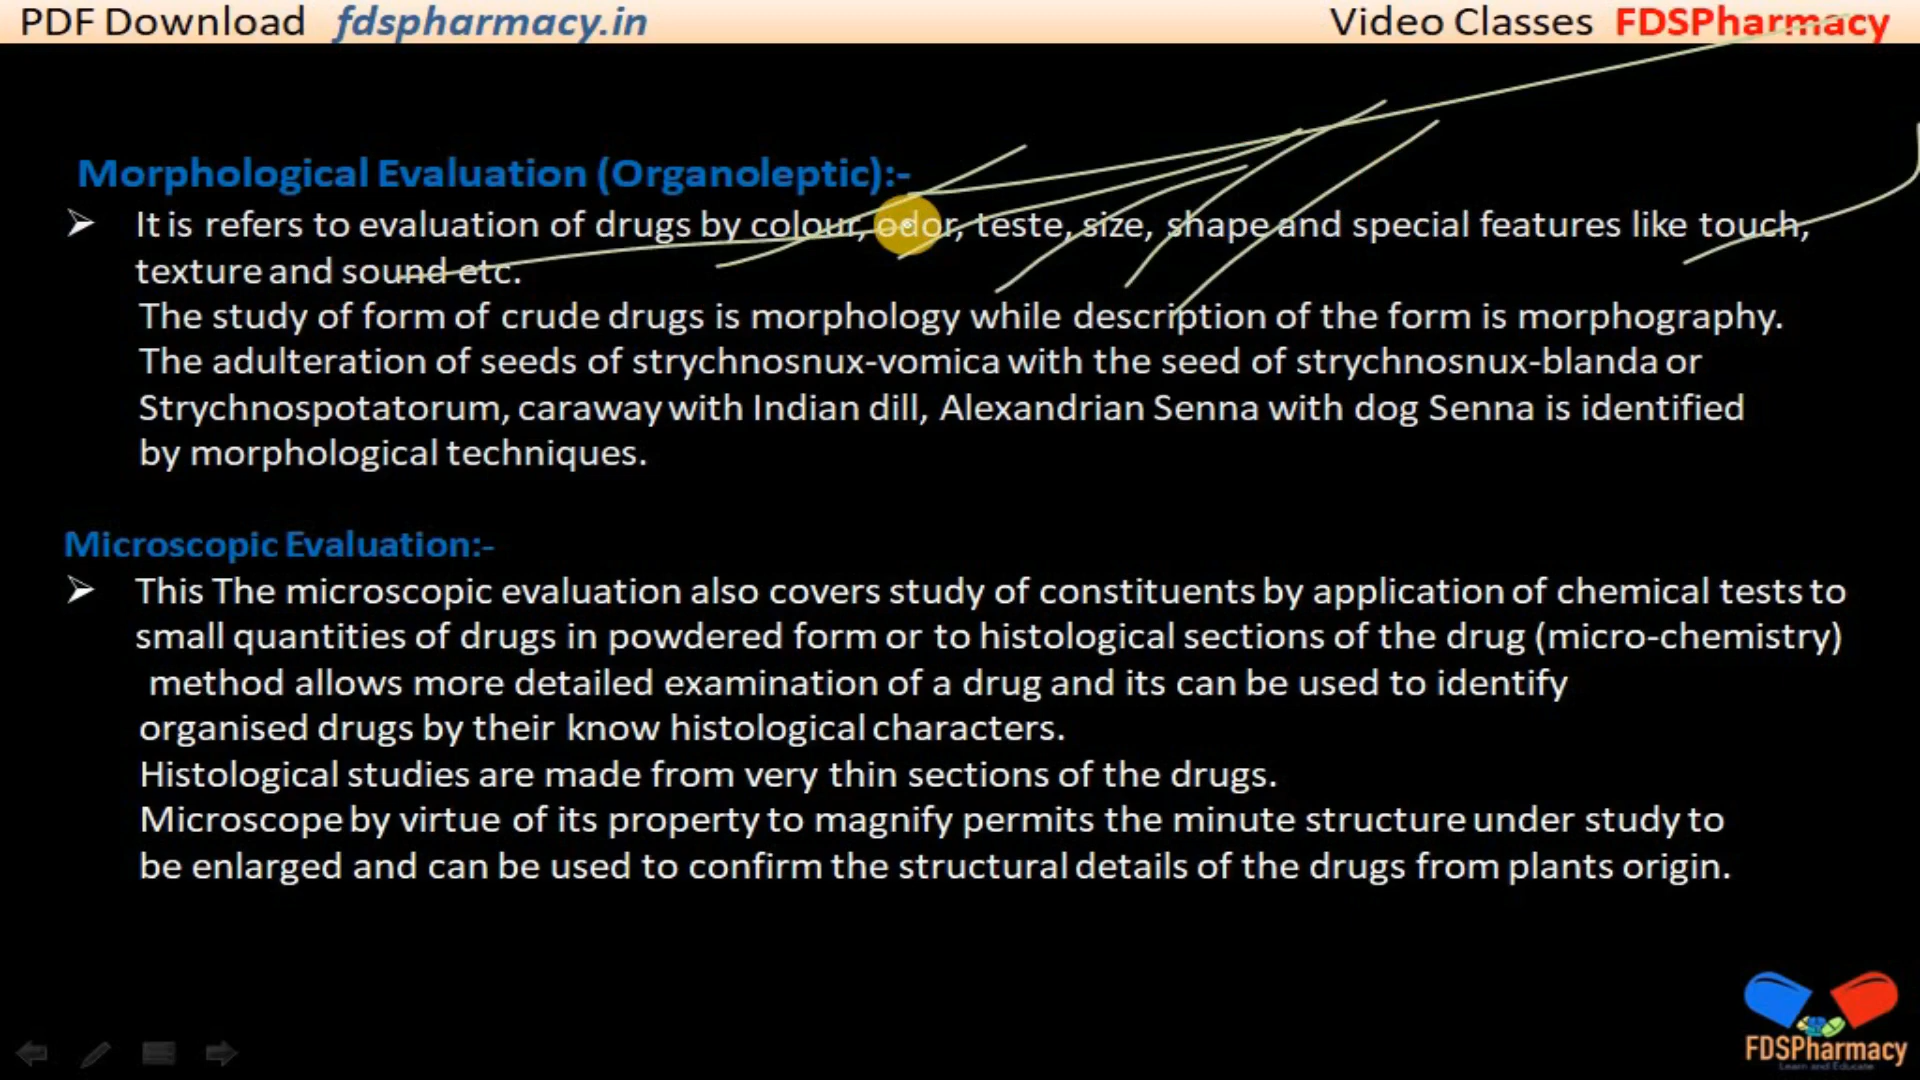 PDF Download fdspharmacy.in Video Classes FDSPharmacy
Morphological Evaluation (Organoleptic):-
It is refers to evaluation of drugs by colour, odor, teste, size, shape and special features like touch,
texture and sound etc.
The study of form of crude drugs is morphology while description of the form is morphography.
The adulteration of seeds of strychnosnux-vomica with the seed of strychnosnux-blanda or
Strychnospotatorum, caraway with Indian dill, Alexandrian Senna with dog Senna is identified
by morphological techniques.
Microscopic Evaluation:-
This The microscopic evaluation also covers study of constituents by application of chemical tests to
small quantities of drugs in powdered form or to histological sections of the drug (micro-chemistry)
method allows more detailed examination of a drug and its can be used to identify
organised drugs by their know histological characters.
Histological studies are made from very thin sections of the drugs.
Microscope by virtue of its property to magnify permits the minute structure under study to
be enlarged and can be used to confirm the structural details of the drugs from plants origin.
FDSPharmacy
Learn and Educate